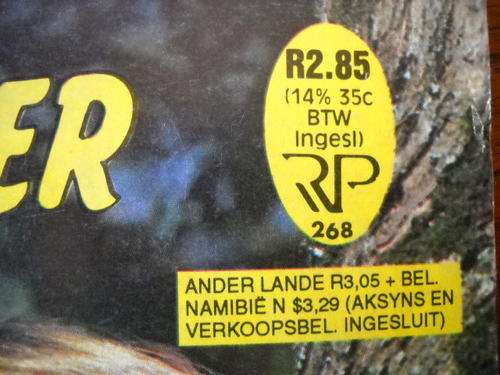 ER
R2.85
(14% 35c
BTW
Ingesl)
RP
268
ANDER LANDE R3,05 + BEL.
NAMIBIË N $3,29 (AKSYNS EN
VERKOOPSBEL. INGESLUIT)